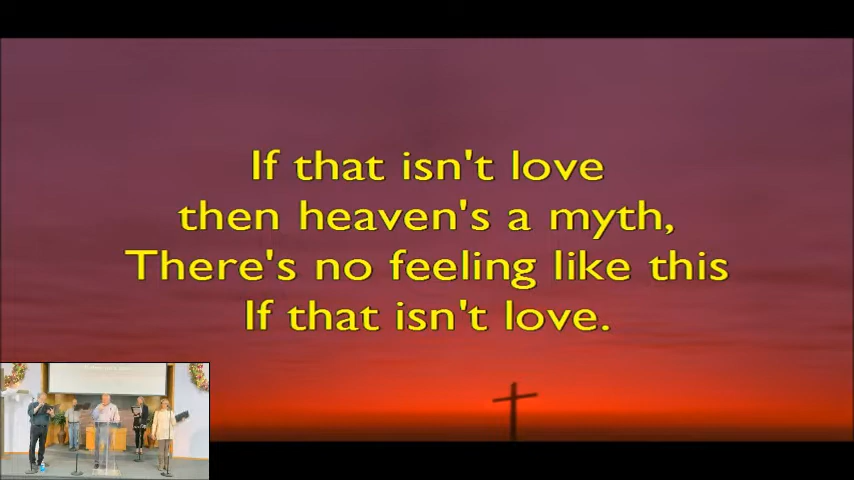 If that isn't love
then heaven's a myth,
There's no feeling like this
If that isn't love.